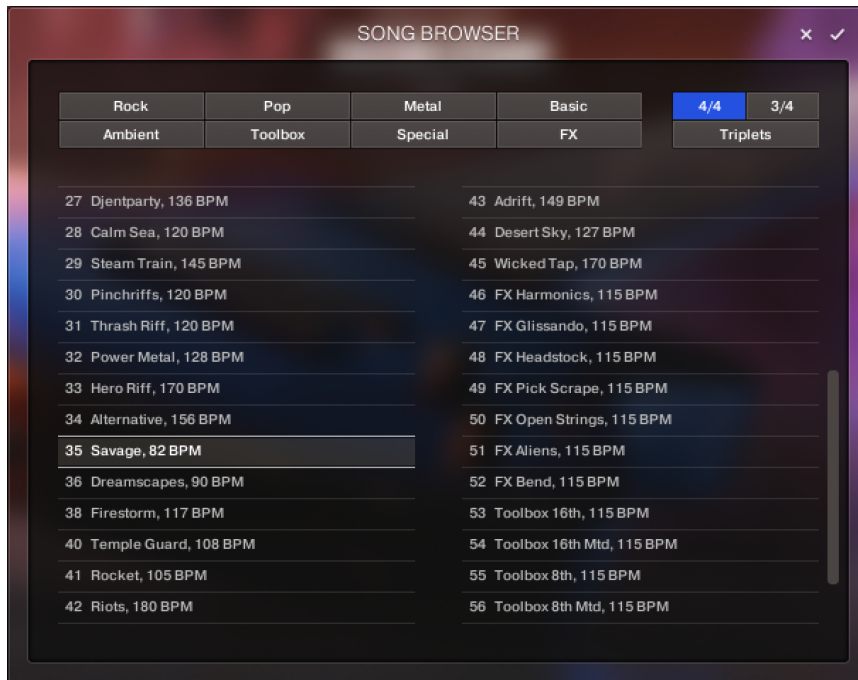 SONG BROWSER
Rock Pop Metal Basic 4/4 3/4
Ambient Toolbox Special FX Triplets
27 Djentparty, 136 BPM
28 Calm Sea, 120 BPM
29 Steam Train, 145 BPM
30 Pinchriffs, 120 BPM
31 Thrash Riff, 120 BPM
32 Power Metal, 128 BPM
33 Hero Riff, 170 BPM
34 Alternative, 156 BPM
35 Savage, 82 BPM
36 Dreamscapes, 90 BPM
38 Firestorm, 117 BPM
40 Temple Guard, 108 BPM
41 Rocket, 105 BPM
42 Riots, 180 BPM
43 Adrift, 149 BPM
44 Desert Sky, 127 BPM
45 Wicked Tap, 170 BPM
46 FX Harmonics, 115 BPM
47 FX Glissando, 115 BPM
48 FX Headstock, 115 BPM
49 FX Pick Scrape, 115 BPM
50 FX Open Strings, 115 BPM
51 FX Aliens, 115 BPM
52 FX Bend, 115 BPM
53 Toolbox 16th, 115 BPM
54 Toolbox 16th Mtd, 115 BPM
55 Toolbox 8th, 115 BPM
56 Toolbox 8th Mtd, 115 BPM